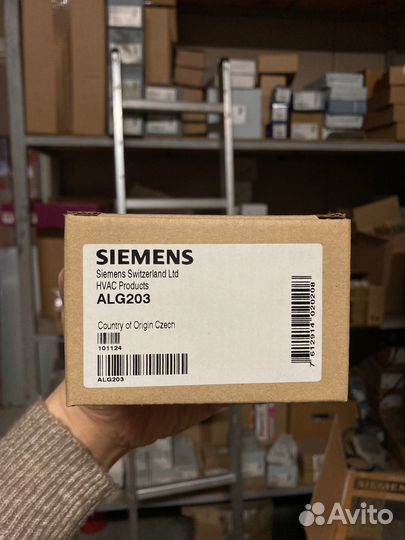 SIEMENS
Siemens Switzerland Ltd
HVAC Products
ALG203
Country of Origin Czech
101124
ALG203
7 612914 020208
Avito